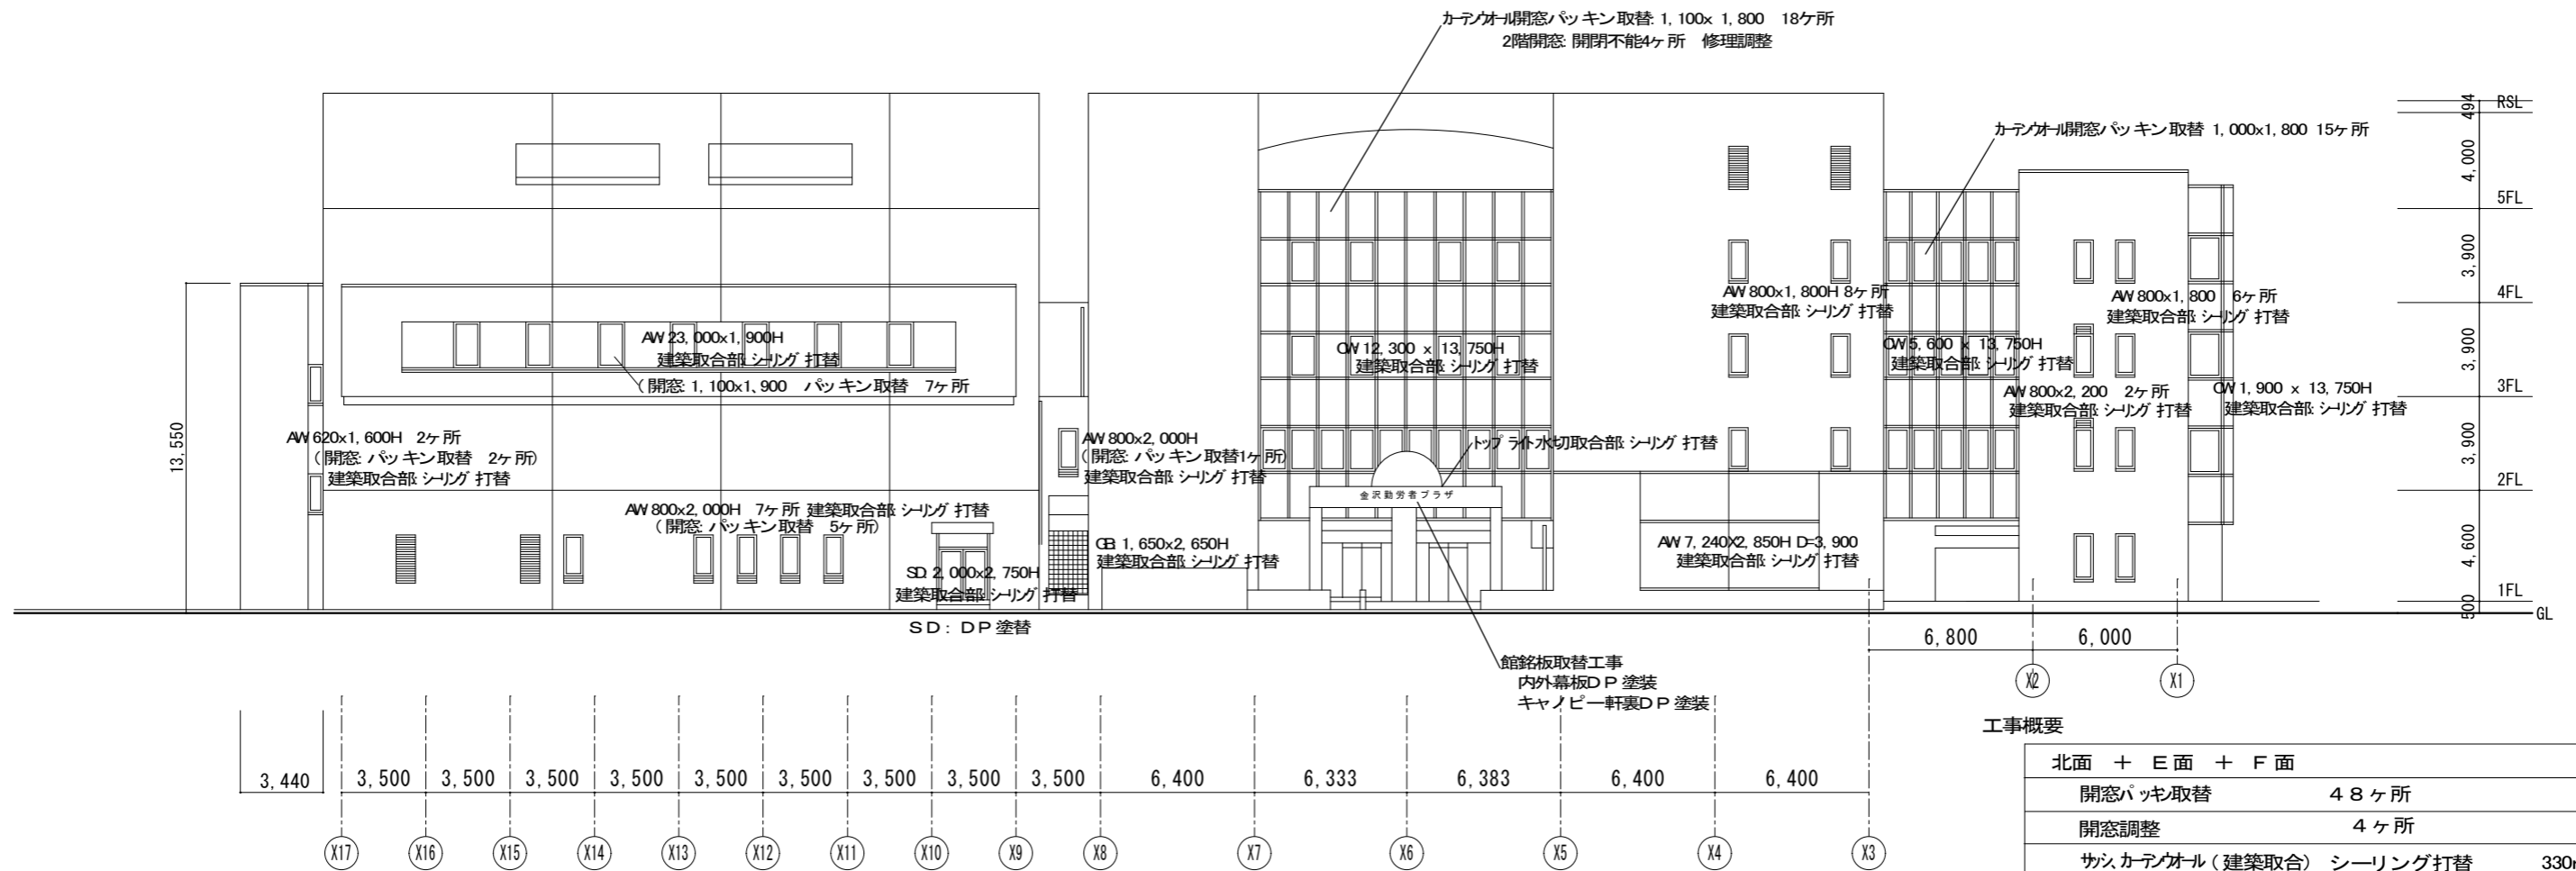 カーテンウォール開窓パッキン取替: 1,100x 1,800 18ケ所
2階開窓: 開閉不能4ヶ所 修理調整
カーテンウォール開窓パッキン取替 1,000x1,800 15ヶ所
494
RSL
4,000
5FL
3,900
4FL
3,900
3FL
3,900
2FL
4,600
1FL
500
GL
13,550
AW 23,000x1,900H
建築取合部:シーリング打替
(開窓: 1,100x1,900 パッキン取替 7ヶ所
AW 620x1,600H 2ヶ所
(開窓: パッキン取替 2ヶ所)
建築取合部:シーリング打替
AW 800x2,000H 7ヶ所 建築取合部:シーリング打替
(開窓: パッキン取替 5ヶ所)
SD: 2,000x2,750H
建築取合部:シーリング打替
SD: DP塗替
AW 800x2,000H
(開窓: パッキン取替1ヶ所)
建築取合部:シーリング打替
GB: 1,650x2,650H
建築取合部:シーリング打替
CW 12,300 x 13,750H
建築取合部:シーリング打替
トップライト水切取合部:シーリング打替
金沢勤労者プラザ
館銘板取替工事
内外幕板DP塗装
キャノピー軒裏DP塗装
AW 800x1,800H 8ヶ所
建築取合部:シーリング打替
AW 7,240X2,850H D=3,900
建築取合部:シーリング打替
CW 5,600 x 13,750H
建築取合部:シーリング打替
AW 800x1,800 6ヶ所
建築取合部:シーリング打替
AW 800x2,200 2ヶ所
建築取合部:シーリング打替
CW 1,900 x 13,750H
建築取合部:シーリング打替
6,800 6,000
X2 X1
3,440 3,500 3,500 3,500 3,500 3,500 3,500 3,500 3,500 3,500 6,400 6,333 6,383 6,400 6,400
X17 X16 X15 X14 X13 X12 X11 X10 X9 X8 X7 X6 X5 X4 X3
工事概要
北面 + E面 + F面
開窓パッキン取替 48ヶ所
開窓調整 4ヶ所
サッシ、カーテンウォール(建築取合) シーリング打替 330